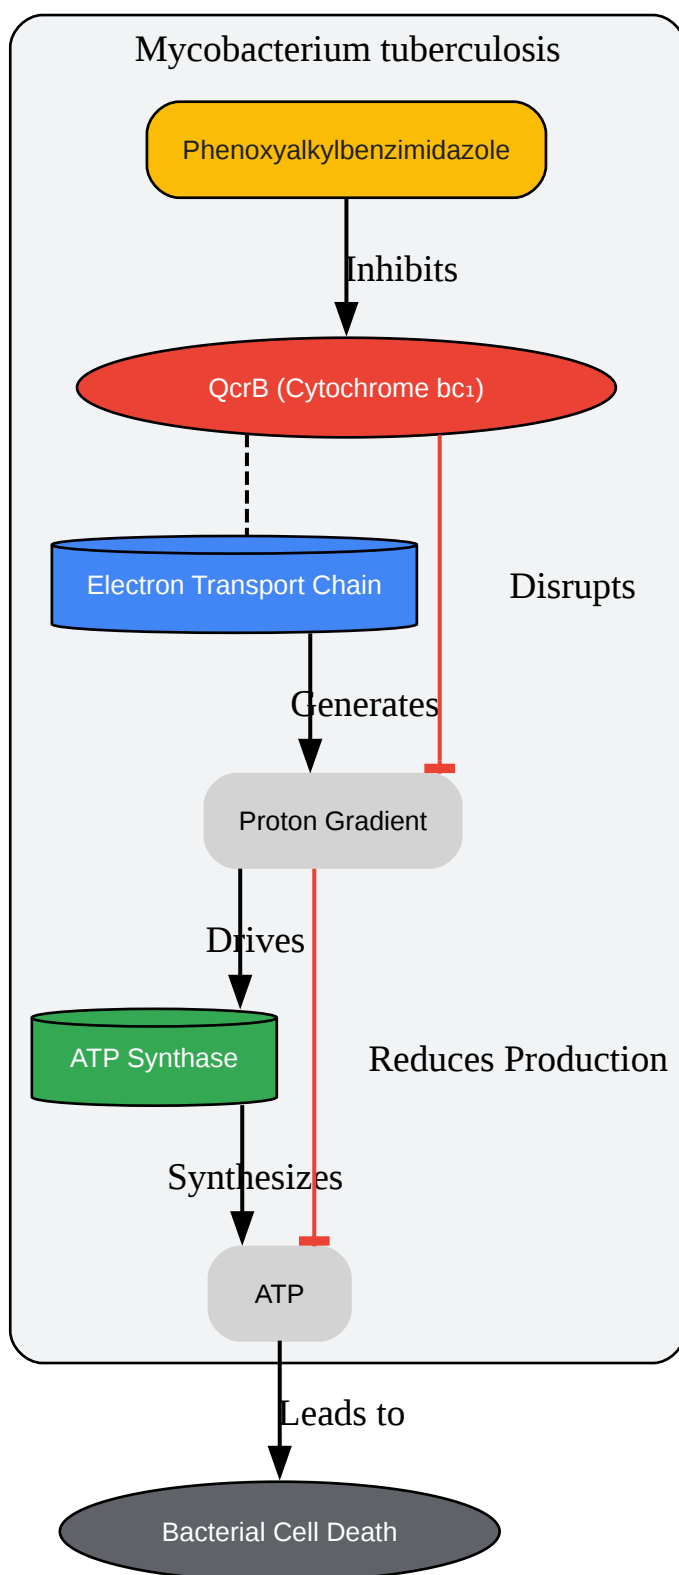 Mycobacterium tuberculosis
Phenoxyalkylbenzimidazole
Inhibits
QcrB (Cytochrome bc₁)
Electron Transport Chain
Disrupts
Generates
Proton Gradient
Drives
ATP Synthase
Reduces Production
Synthesizes
ATP
Leads to
Bacterial Cell Death